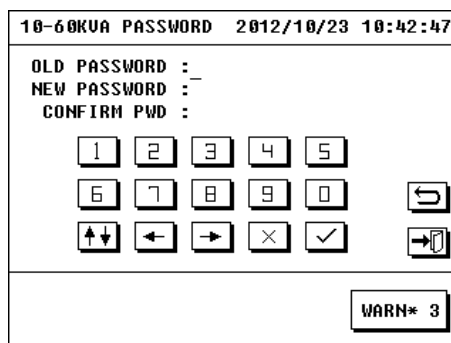 10-60KVA PASSWORD 2012/10/23 10:42:47
OLD PASSWORD :_
NEW PASSWORD :
CONFIRM PWD :
1 2 3 4 5
6 7 8 9 0
WARN* 3